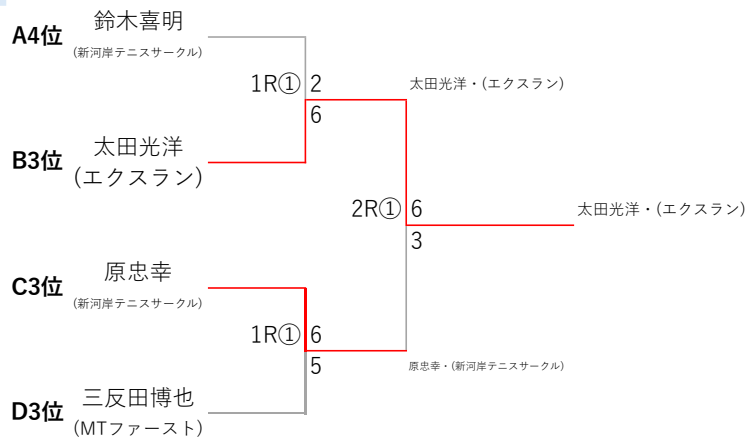 A4位
鈴木喜明
(新河岸テニスサークル)
1R① 2
6
太田光洋・(エクスラン)
B3位
太田光洋
(エクスラン)
2R① 6
3
太田光洋・(エクスラン)
C3位
原忠幸
(新河岸テニスサークル)
1R① 6
5
原忠幸・(新河岸テニスサークル)
D3位
三反田博也
(MTファースト)